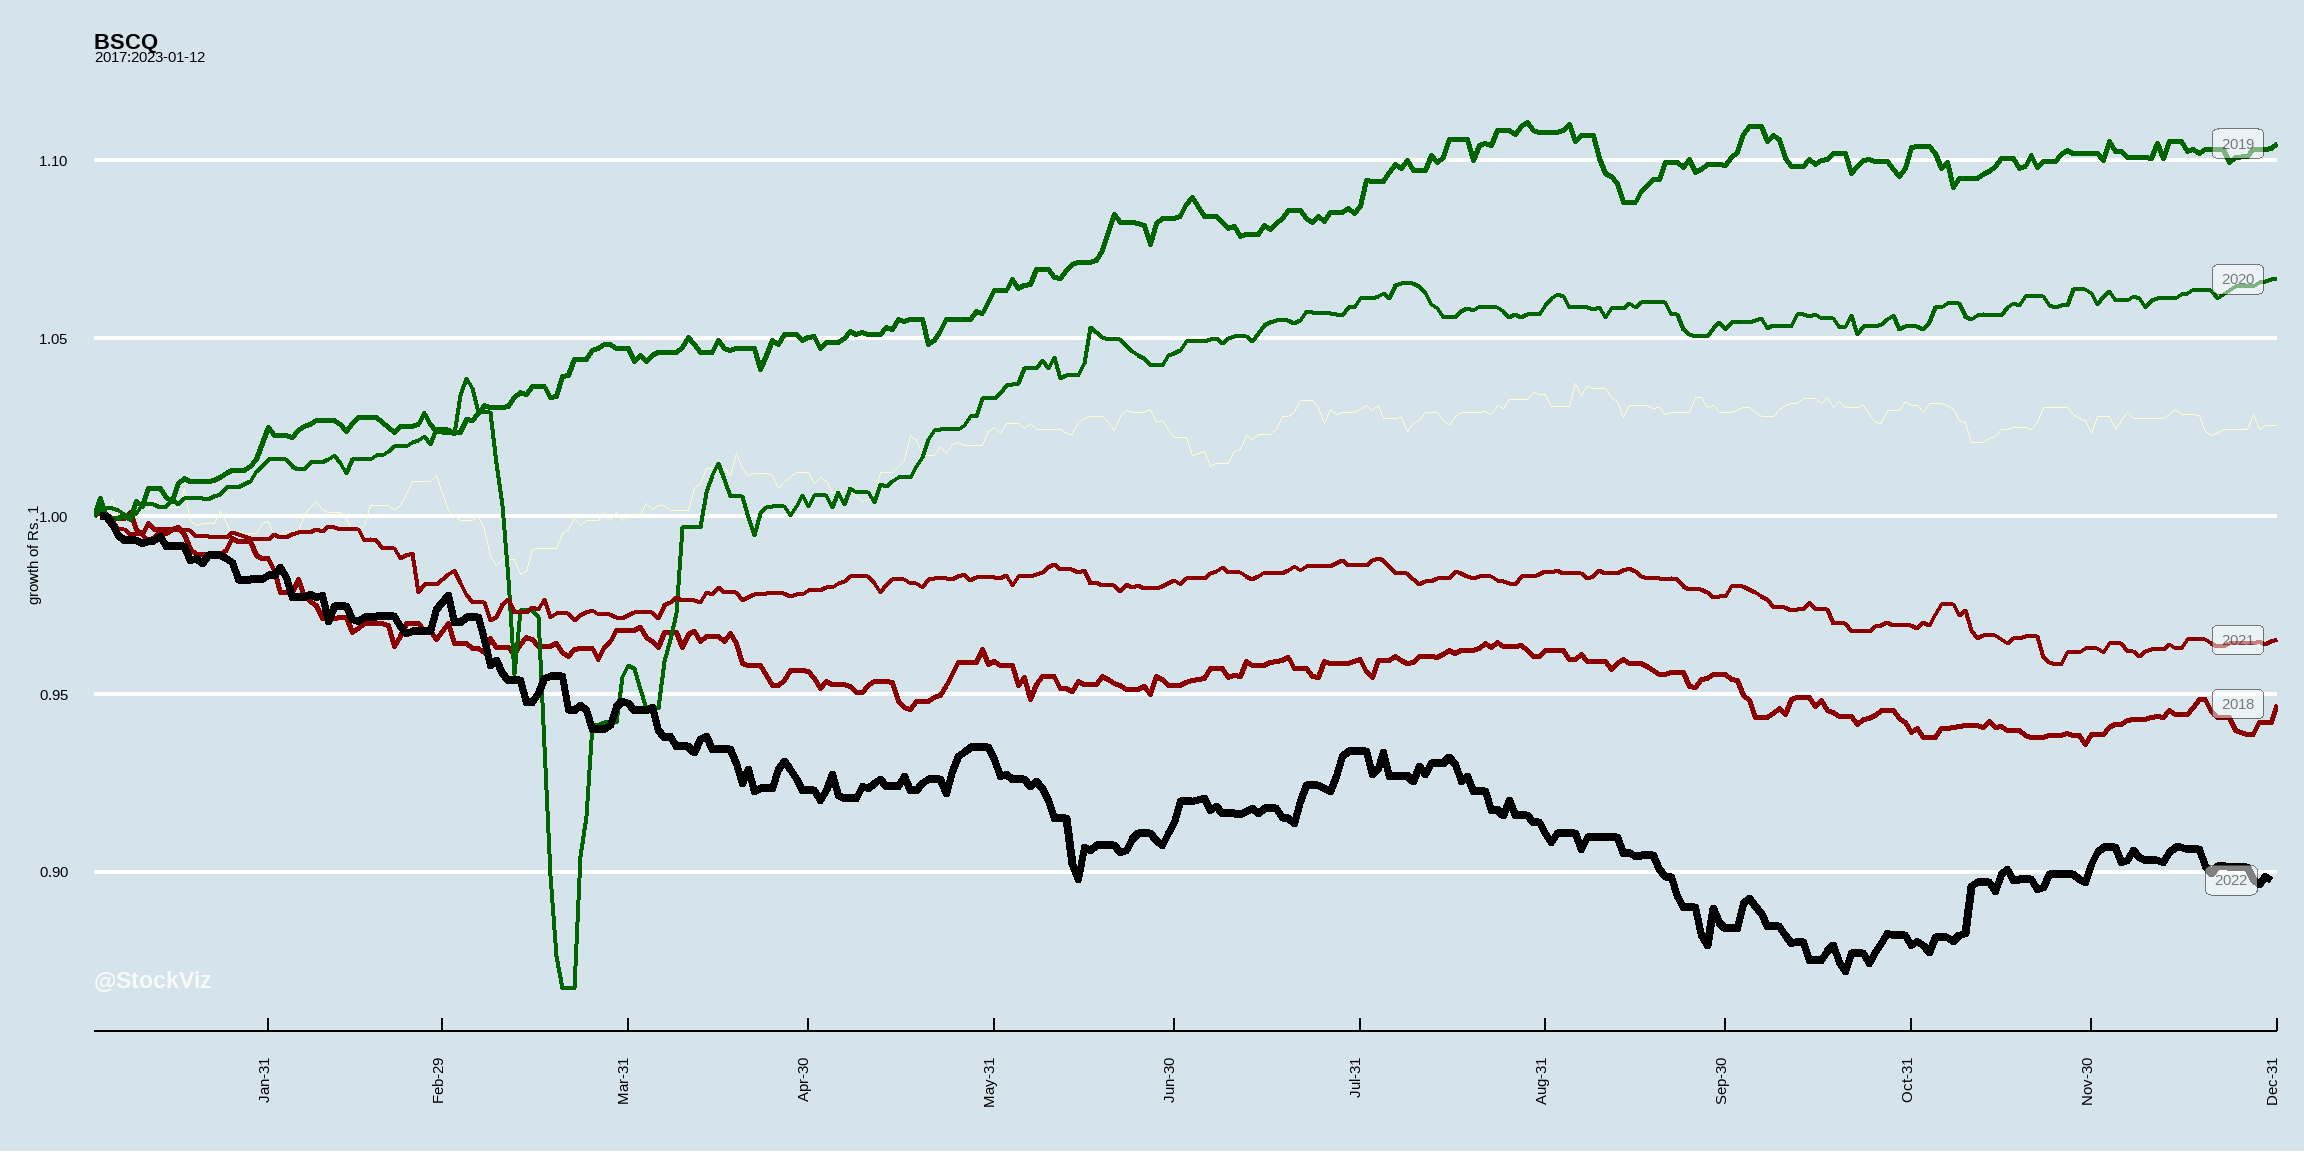 BSCQ
2017:2023-01-12
growth of Rs. 1
1.10
1.05
1.00
0.95
0.90
2019
2020
2021
2018
2022
@StockViz
Jan-31
Feb-29
Mar-31
Apr-30
May-31
Jun-30
Jul-31
Aug-31
Sep-30
Oct-31
Nov-30
Dec-31